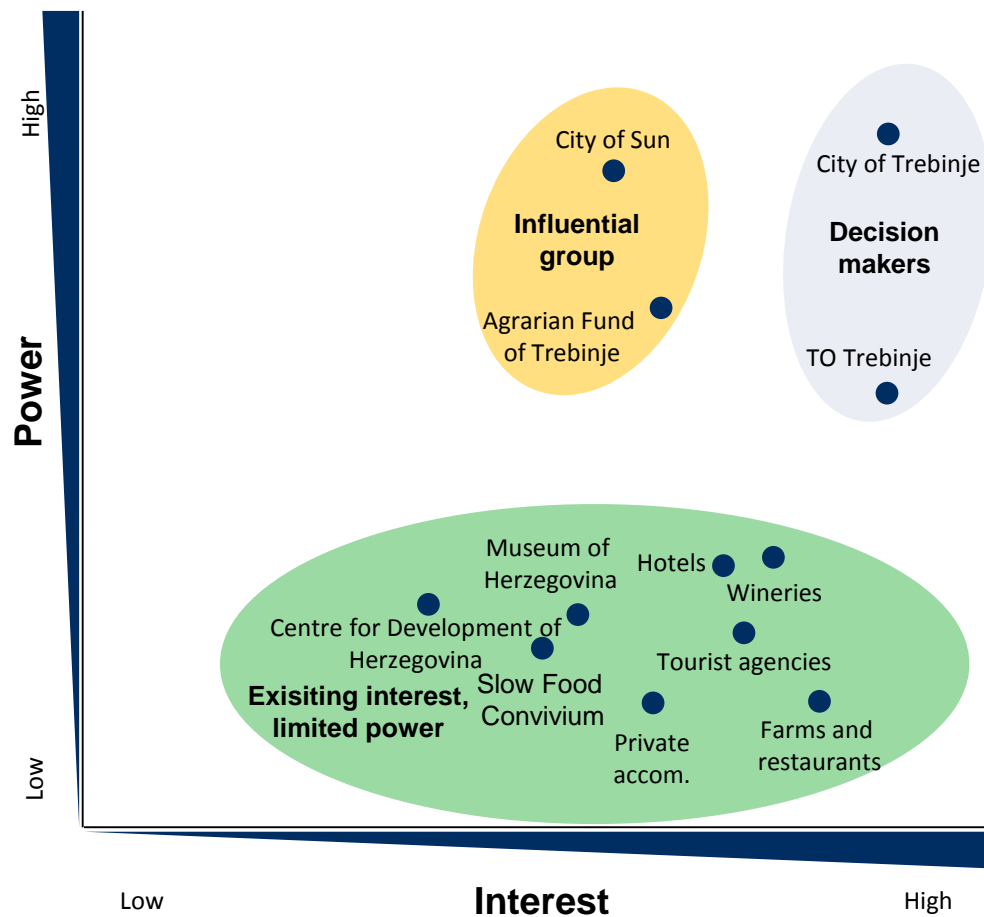 High
Power
Low
City of Sun
Influential
group
Agrarian Fund
of Trebinje
City of Trebinje
Decision
makers
TO Trebinje
Museum of
Herzegovina
Hotels
Wineries
Centre for Development of
Herzegovina
Tourist agencies
Exisiting interest,
limited power
Slow Food
Convivium
Private
accom.
Farms and
restaurants
Low
Interest
High